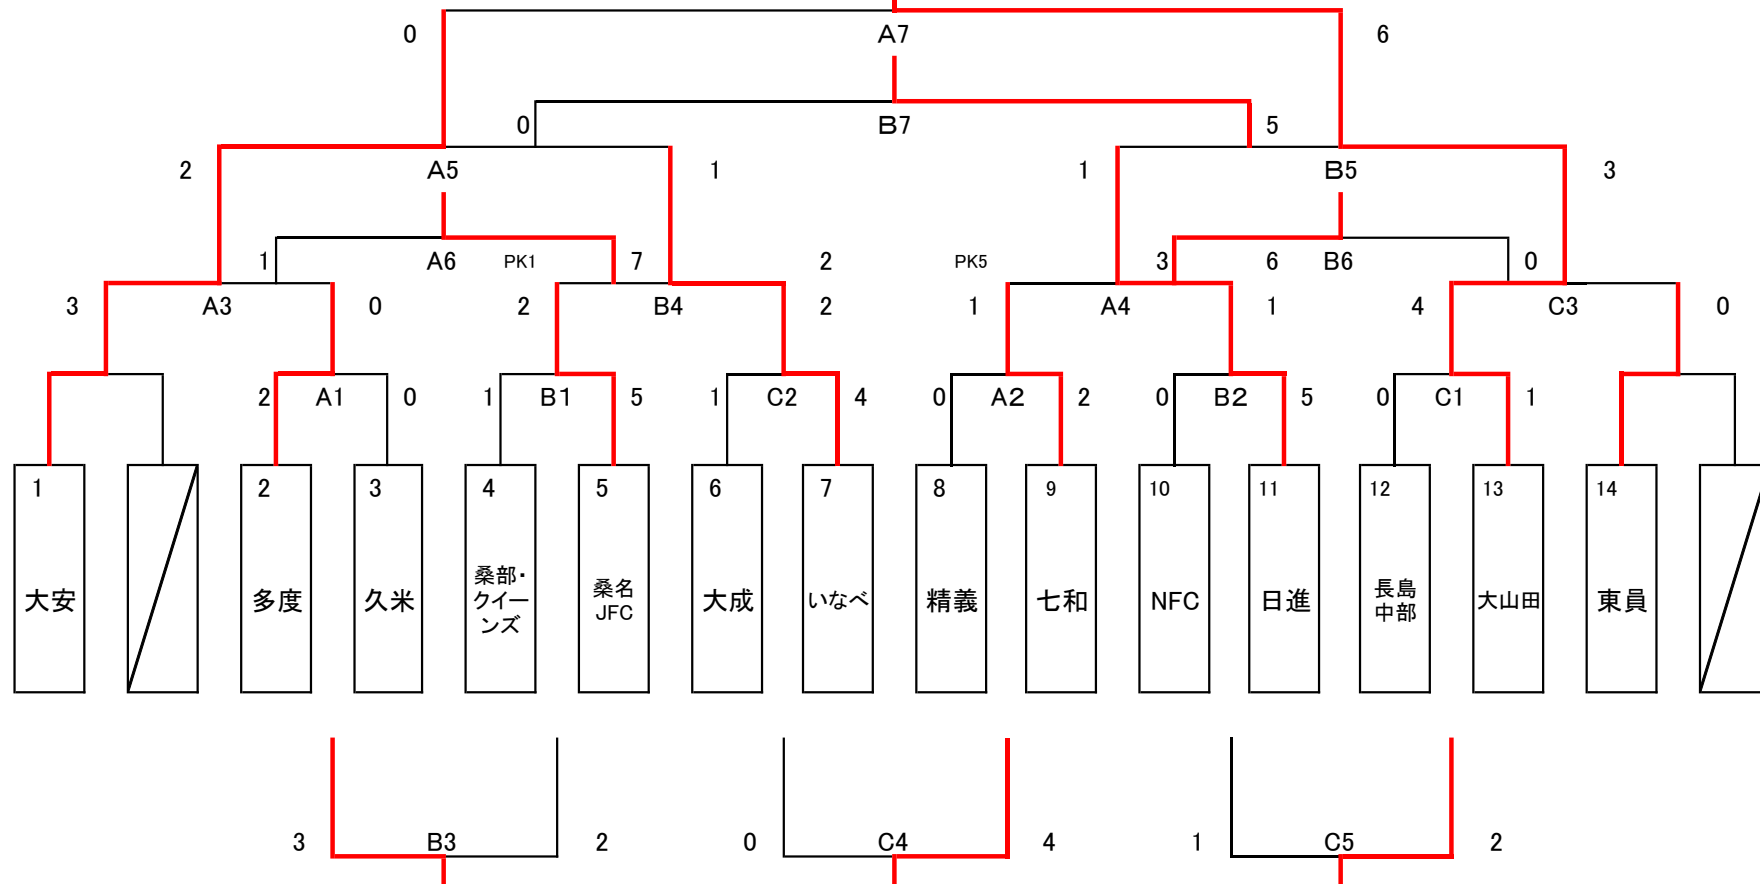 0 A7 6
0 B7 5
2 A5 1 1 B5 3
1 A6 PK1 7 2 PK5 3 6 B6 0
3 A3 0 2 B4 2 1 A4 1 4 C3 0
2 A1 0 1 B1 5 1 C2 4 0 A2 2 0 B2 5 0 C1 1
1 2 3 4 5 6 7 8 9 10 11 12 13 14
大安
多度
久米
桑部・
クイー
ンズ
桑名
JFC
大成
いなべ
精義
七和
NFC
日進
長島
中部
大山田
東員
3 B3 2 0 C4 4 1 C5 2